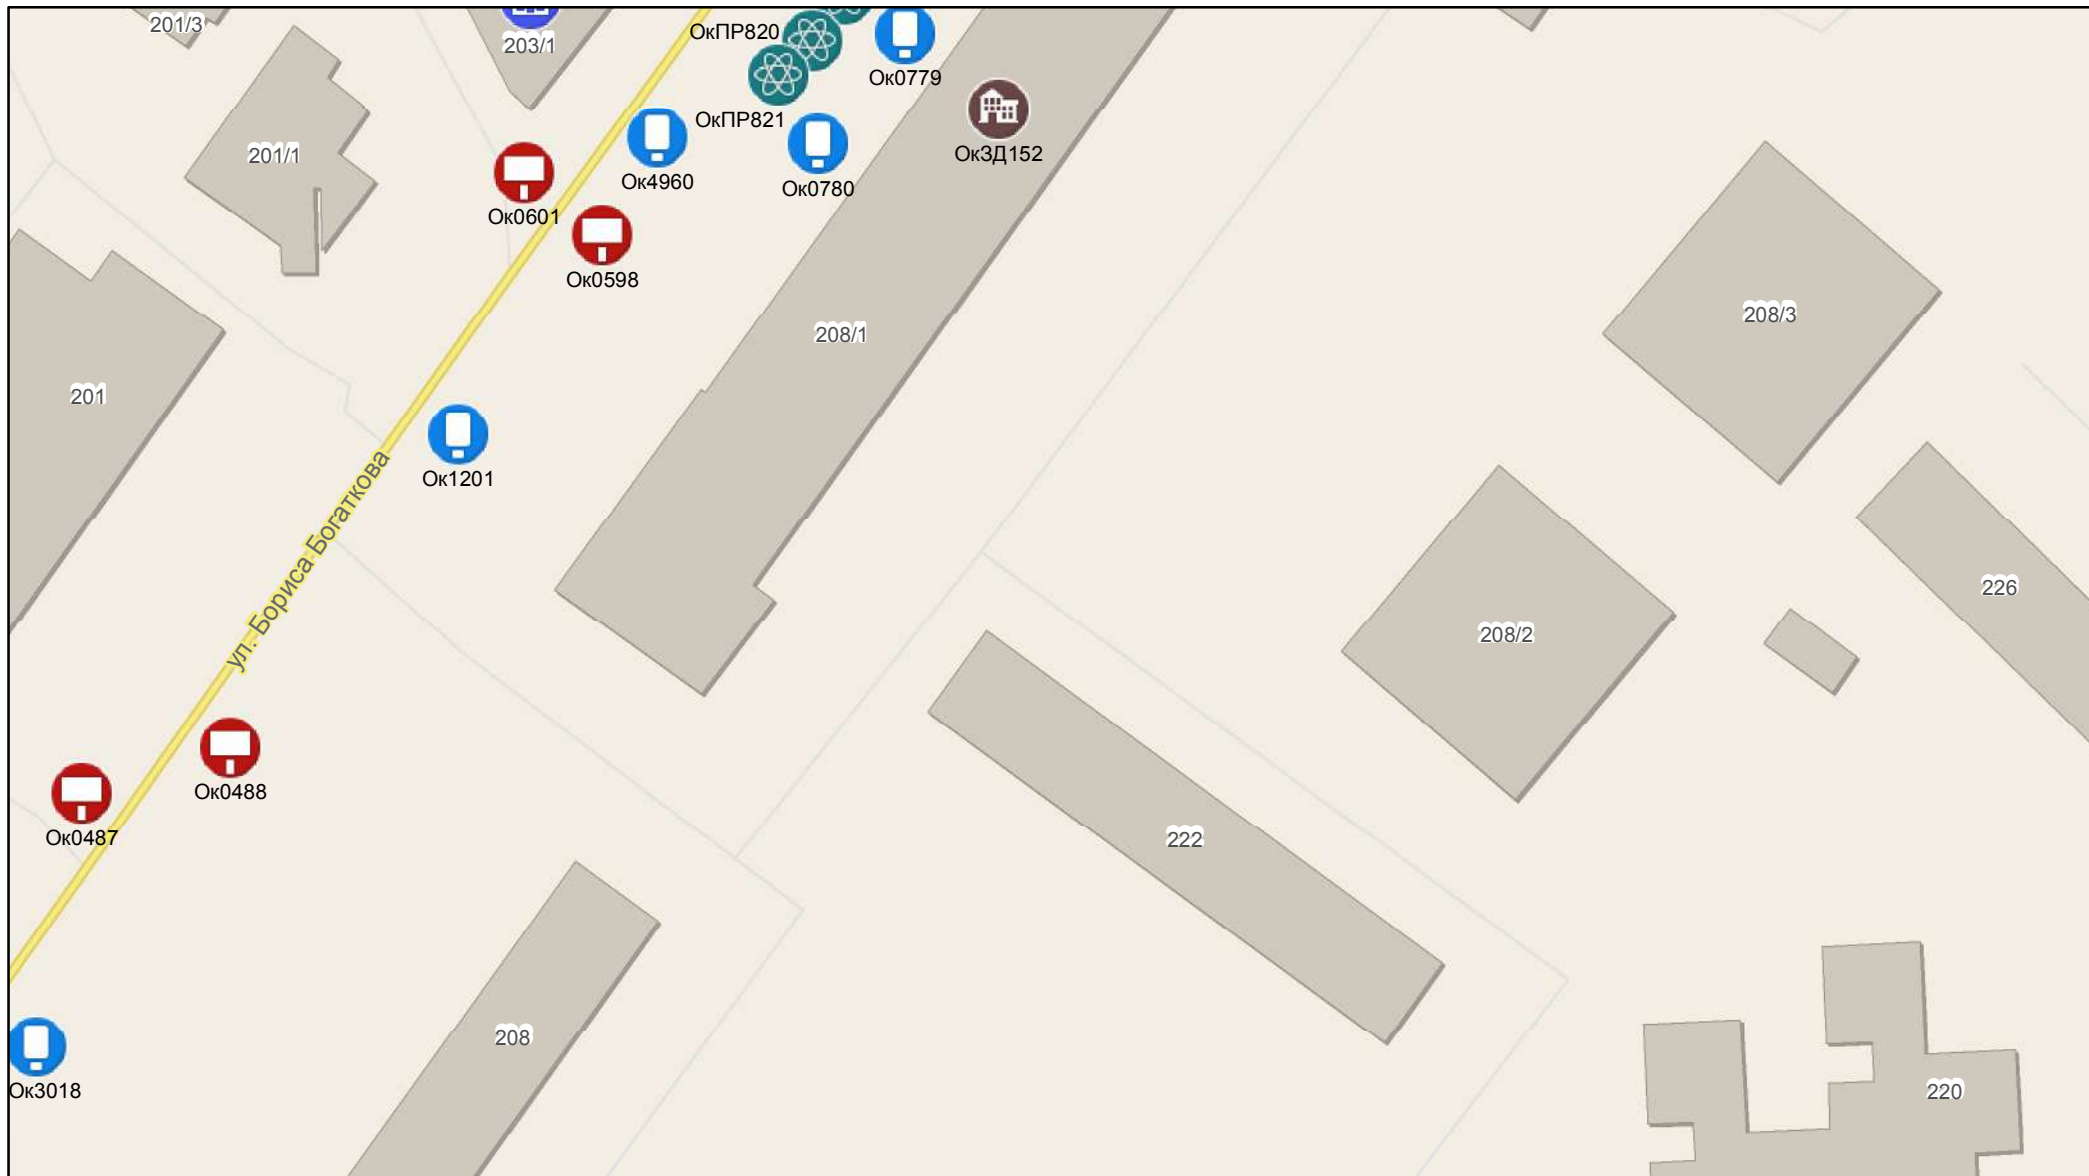 201/3
203/1
ОкПР820
Ок0779
ОкПР821
201/1
Ок4960
Ок0780
ОкЗД152
Ок0601
Ок0598
208/1
208/3
201
Ок1201
ул. Бориса Богаткова
226
208/2
Ок0488
Ок0487
222
208
Ок3018
220